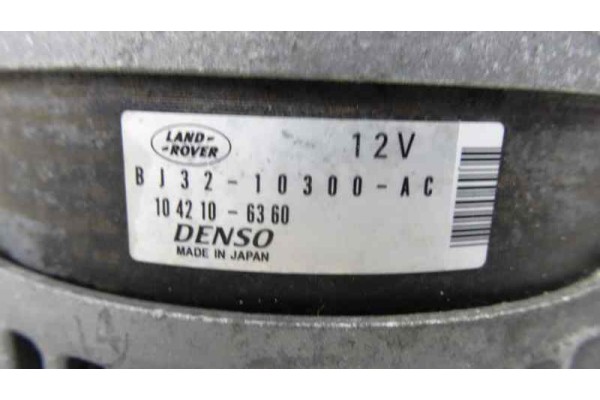 LAND-
-ROVER
12V
BJ32-10300-AC
104210-6360
DENSO
MADE IN JAPAN